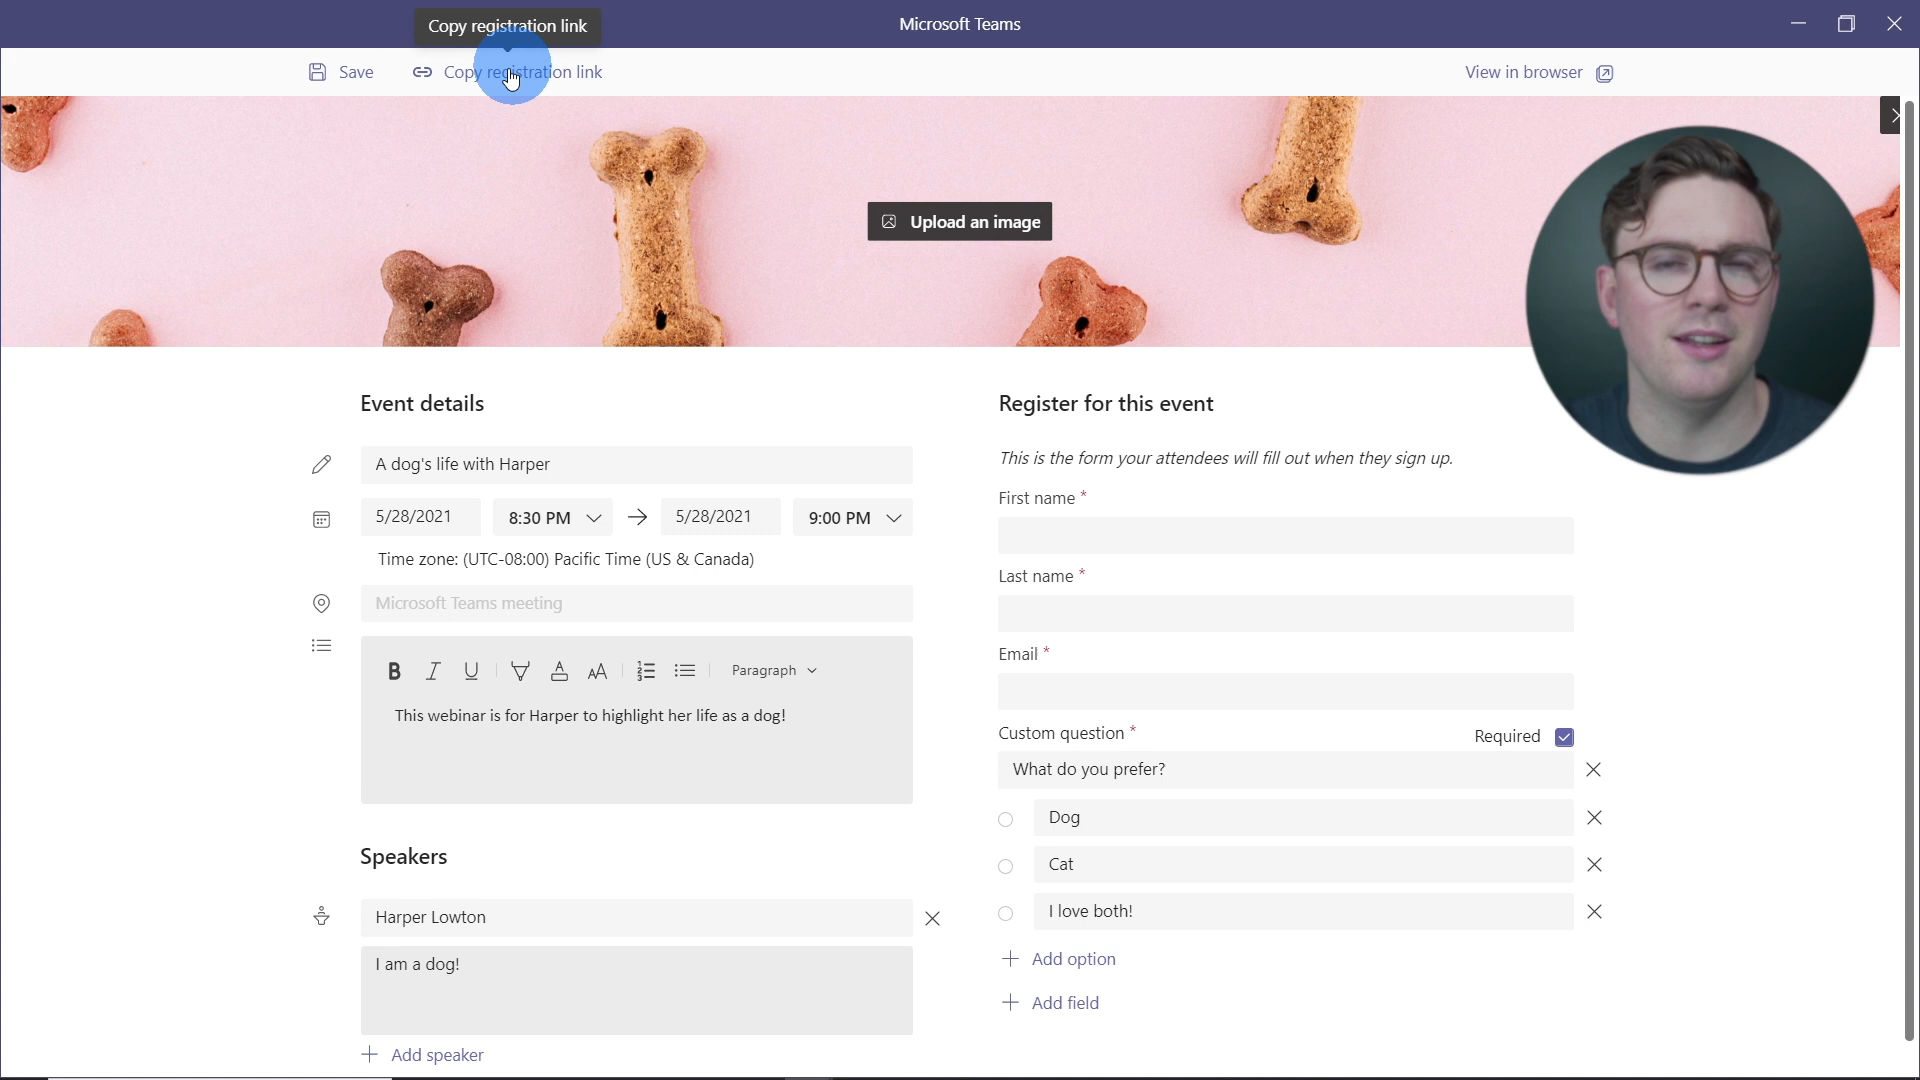 Copy registration link
Microsoft Teams
Save
Copy registration link
View in browser
Upload an image
Event details
A dog's life with Harper
5/28/2021
8:30 PM
5/28/2021
9:00 PM
Time zone: (UTC-08:00) Pacific Time (US & Canada)
Microsoft Teams meeting
B I U A AA Paragraph
This webinar is for Harper to highlight her life as a dog!
Speakers
Harper Lowton
I am a dog!
Add speaker
Register for this event
This is the form your attendees will fill out when they sign up.
First name *
Last name *
Email *
Custom question *
Required
What do you prefer?
Dog
Cat
I love both!
Add option
Add field